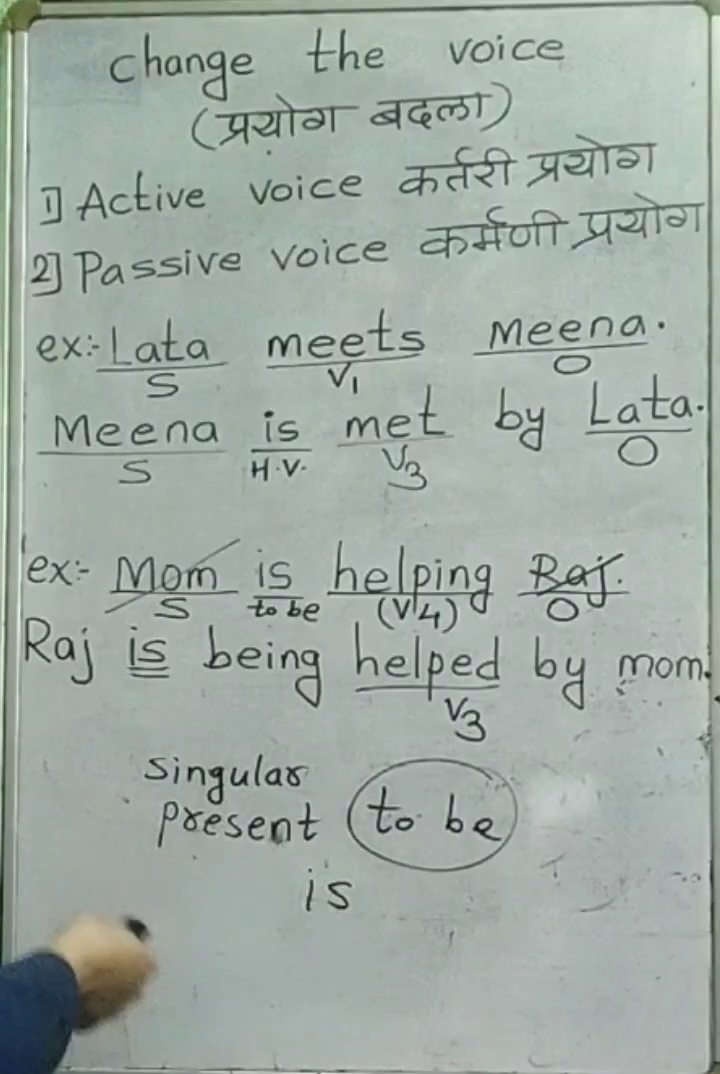 change the voice
(प्रयोग बदला)
1] Active voice कर्तरी प्रयोग
2] Passive voice कर्मणी प्रयोग
ex:- Lata meets Meena.
S V1 O
Meena is met by Lata.
S H.V. V3 O
ex:- Mom is helping Raj.
S to be (V4) O
Raj is being helped by mom.
V3
singular
present to be
is